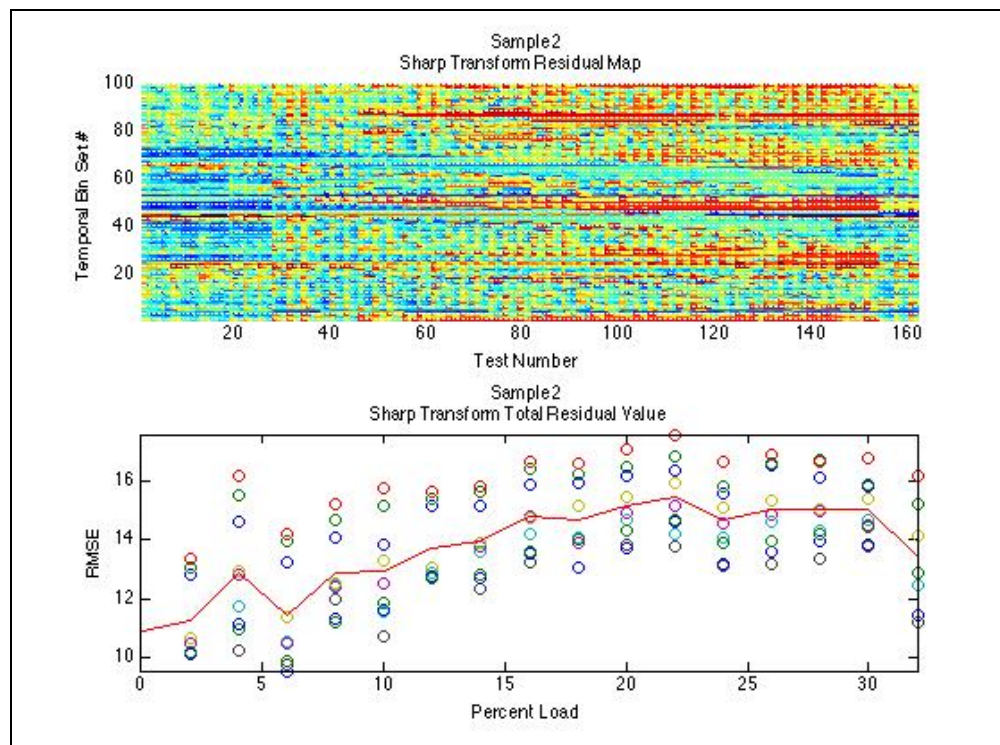 Sample2
Sharp Transform Residual Map
100
80
60
40
20
Temporal Bin Set #
20 40 60 80 100 120 140 160
Test Number
Sample2
Sharp Transform Total Residual Value
16
14
12
10
RMSE
0 5 10 15 20 25 30
Percent Load